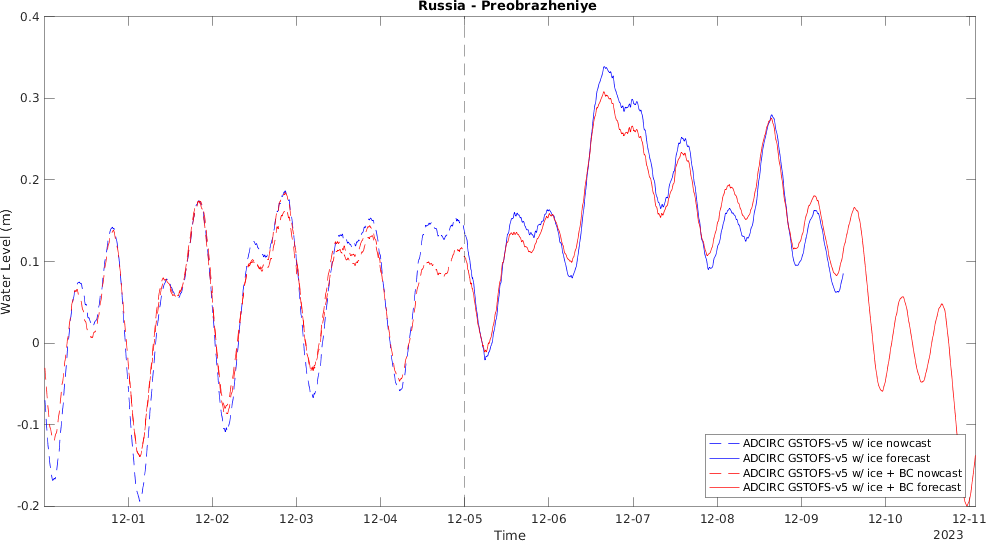 Russia - Preobrazheniye
0.4
0.3
0.2
0.1
0
-0.1
-0.2
Water Level (m)
12-01 12-02 12-03 12-04 12-05 12-06 12-07 12-08 12-09 12-10 12-11
Time
2023
ADCIRC GSTOFS-v5 w/ ice nowcast
ADCIRC GSTOFS-v5 w/ ice forecast
ADCIRC GSTOFS-v5 w/ ice + BC nowcast
ADCIRC GSTOFS-v5 w/ ice + BC forecast